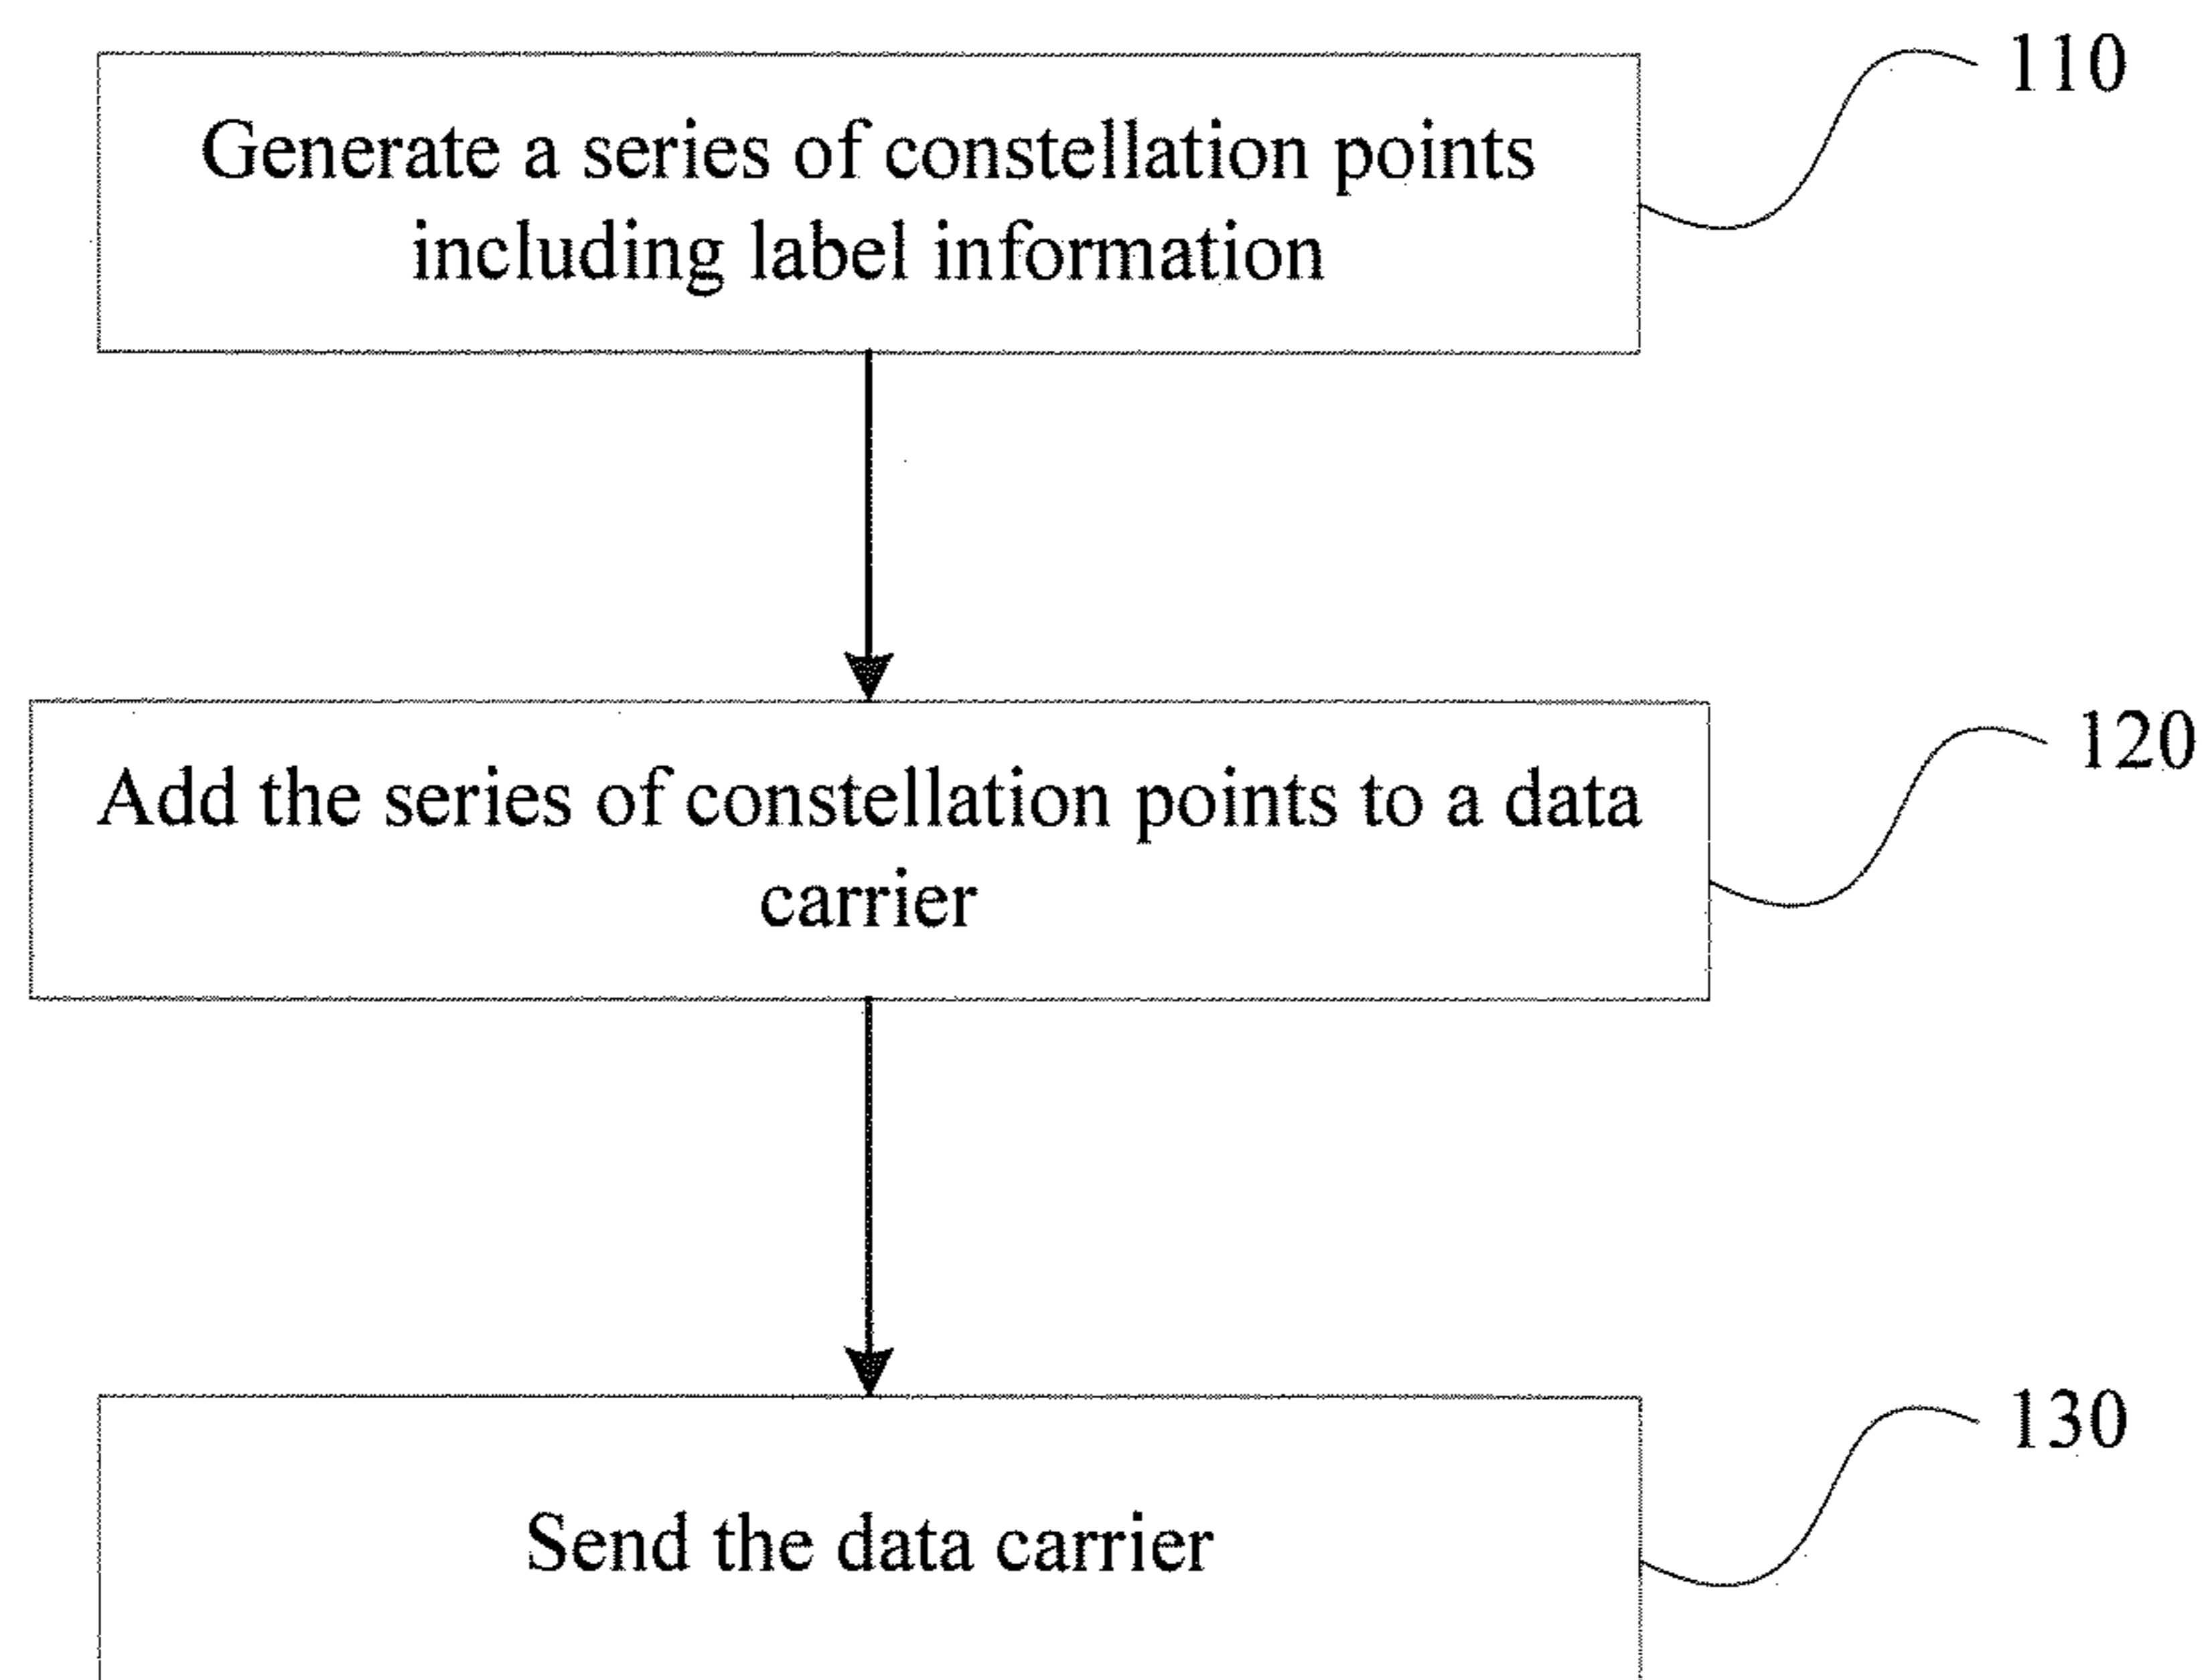 110
Generate a series of constellation points
including label information
120
Add the series of constellation points to a data
carrier
130
Send the data carrier